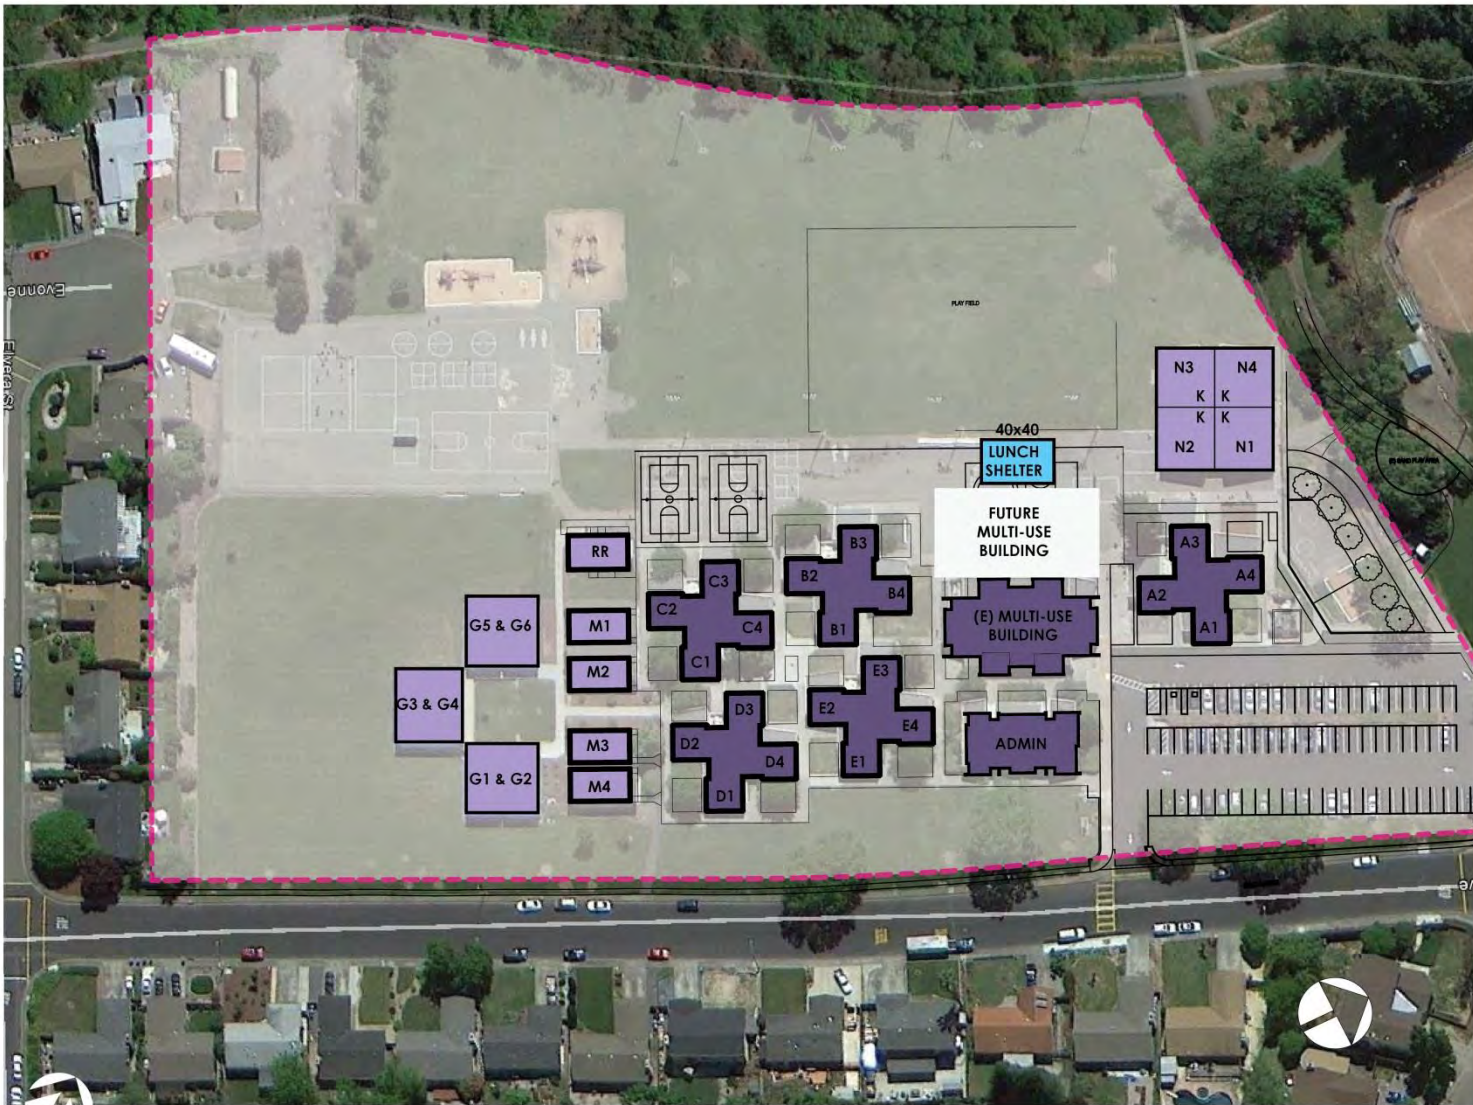 Evonne
Elvera St
PLAY FIELD
N3
N4
K
K
K
K
N2
N1
40x40
LUNCH
SHELTER
FUTURE
MULTI-USE
BUILDING
RR
B3
A3
C3
B2
A4
C2
B4
A2
G5 & G6
M1
C4
B1
(E) MULTI-USE
BUILDING
A1
C1
M2
E3
G3 & G4
D3
E2
E4
M3
D2
ADMIN
E1
D4
G1 & G2
M4
D1
ve